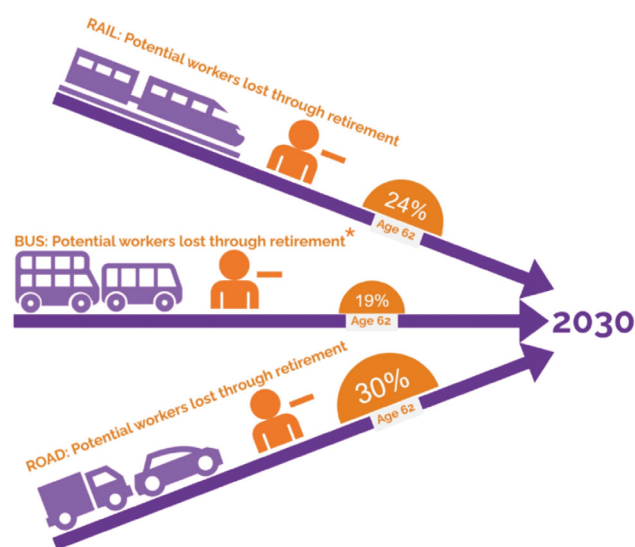 RAIL: Potential workers lost through retirement
24%
Age 62
BUS: Potential workers lost through retirement*
19%
Age 62
2030
ROAD: Potential workers lost through retirement
30%
Age 62